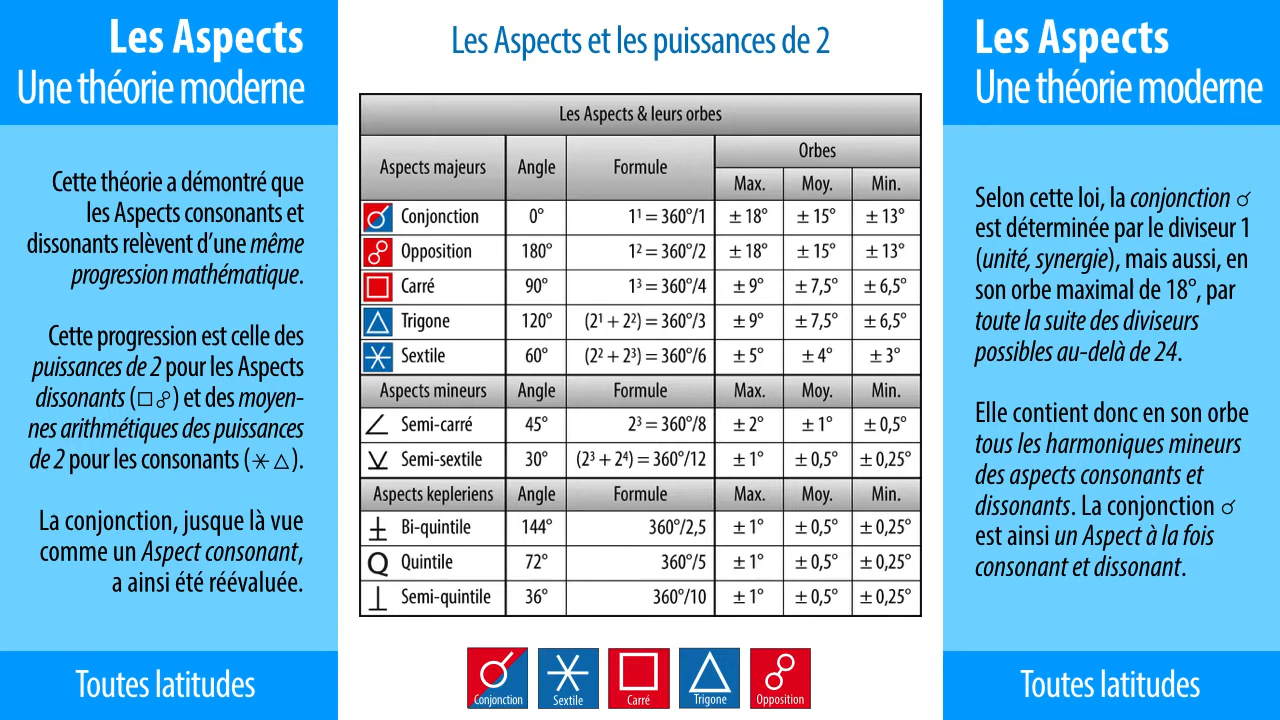 Les Aspects
Une théorie moderne
Cette théorie a démontré que
les Aspects consonants et
dissonants relèvent d’une même
progression mathématique.
Cette progression est celle des
puissances de 2 pour les Aspects
dissonants (□☍) et des moyen-
nes arithmétiques des puissances
de 2 pour les consonants (⚹△).
La conjonction, jusque là vue
comme un Aspect consonant,
a ainsi été réévaluée.
Toutes latitudes
Les Aspects et les puissances de 2
Les Aspects & leurs orbes
Aspects majeurs Angle Formule Orbes
Max. Moy. Min.
☌ Conjonction 0° 1¹ = 360°/1 ± 18° ± 15° ± 13°
☍ Opposition 180° 1² = 360°/2 ± 18° ± 15° ± 13°
□ Carré 90° 1³ = 360°/4 ± 9° ± 7,5° ± 6,5°
△ Trigone 120° (2¹ + 2²) = 360°/3 ± 9° ± 7,5° ± 6,5°
⚹ Sextile 60° (2² + 2³) = 360°/6 ± 5° ± 4° ± 3°
Aspects mineurs Angle Formule Max. Moy. Min.
∠ Semi-carré 45° 2³ = 360°/8 ± 2° ± 1° ± 0,5°
⚺ Semi-sextile 30° (2³ + 2⁴) = 360°/12 ± 1° ± 0,5° ± 0,25°
Aspects kepleriens Angle Formule Max. Moy. Min.
± Bi-quintile 144° 360°/2,5 ± 1° ± 0,5° ± 0,25°
Q Quintile 72° 360°/5 ± 1° ± 0,5° ± 0,25°
⊥ Semi-quintile 36° 360°/10 ± 1° ± 0,5° ± 0,25°
Conjonction Sextile Carré Trigone Opposition
Les Aspects
Une théorie moderne
Selon cette loi, la conjonction ☌
est déterminée par le diviseur 1
(unité, synergie), mais aussi, en
son orbe maximal de 18°, par
toute la suite des diviseurs
possibles au-delà de 24.
Elle contient donc en son orbe
tous les harmoniques mineurs
des aspects consonants et
dissonants. La conjonction ☌
est ainsi un Aspect à la fois
consonant et dissonant.
Toutes latitudes